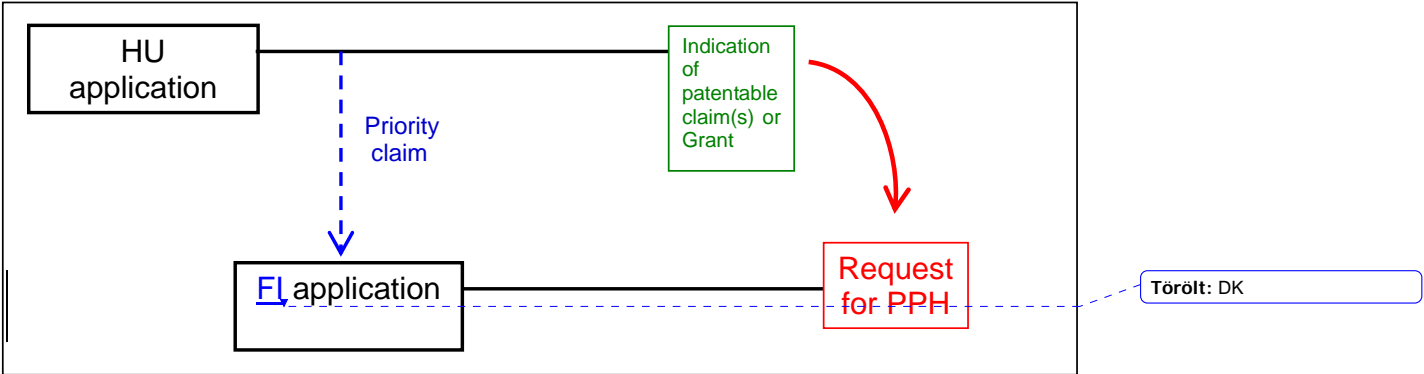 HU
application
Indication
of
patentable
claim(s) or
Grant
Priority
claim
FI application
Request
for PPH
Törölt: DK